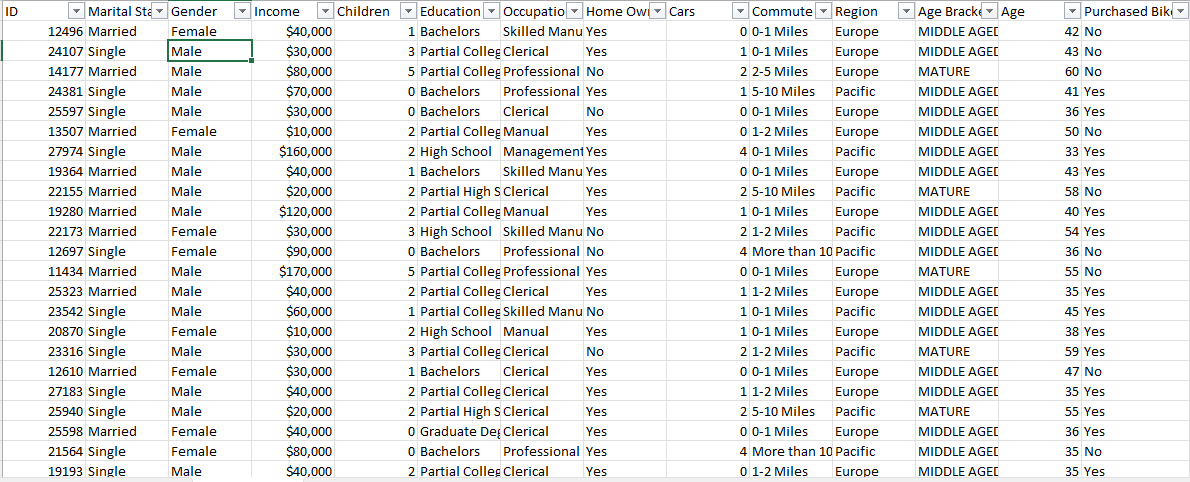 ID Marital Sta Gender Income Children Education Occupatio Home Own Cars Commute Region Age Bracke Age Purchased Bike
12496 Married Female $40,000 1 Bachelors Skilled Manu Yes 0 0-1 Miles Europe MIDDLE AGED 42 No
24107 Single Male $30,000 3 Partial Colleg Clerical Yes 1 0-1 Miles Europe MIDDLE AGED 43 No
14177 Married Male $80,000 5 Partial Colleg Professional No 2 2-5 Miles Europe MATURE 60 No
24381 Single Male $70,000 0 Bachelors Professional Yes 1 5-10 Miles Pacific MIDDLE AGED 41 Yes
25597 Single Male $30,000 0 Bachelors Clerical No 0 0-1 Miles Europe MIDDLE AGED 36 Yes
13507 Married Female $10,000 2 Partial Colleg Manual Yes 0 1-2 Miles Europe MIDDLE AGED 50 No
27974 Single Male $160,000 2 High School Management Yes 4 0-1 Miles Pacific MIDDLE AGED 33 Yes
19364 Married Male $40,000 1 Bachelors Skilled Manu Yes 0 0-1 Miles Europe MIDDLE AGED 43 Yes
22155 Married Male $20,000 2 Partial High S Clerical Yes 2 5-10 Miles Pacific MATURE 58 No
19280 Married Male $120,000 2 Partial Colleg Manual Yes 1 0-1 Miles Europe MIDDLE AGED 40 Yes
22173 Married Female $30,000 3 High School Skilled Manu No 2 1-2 Miles Pacific MIDDLE AGED 54 Yes
12697 Single Female $90,000 0 Bachelors Professional No 4 More than 10 Pacific MIDDLE AGED 36 No
11434 Married Male $170,000 5 Partial Colleg Professional Yes 0 0-1 Miles Europe MATURE 55 No
25323 Married Male $40,000 2 Partial Colleg Clerical Yes 1 1-2 Miles Europe MIDDLE AGED 35 Yes
23542 Single Male $60,000 1 Partial Colleg Skilled Manu No 1 0-1 Miles Pacific MIDDLE AGED 45 Yes
20870 Single Female $10,000 2 High School Manual Yes 1 0-1 Miles Europe MIDDLE AGED 38 Yes
23316 Single Male $30,000 3 Partial Colleg Clerical No 2 1-2 Miles Pacific MATURE 59 Yes
12610 Married Female $30,000 1 Bachelors Clerical Yes 0 0-1 Miles Europe MIDDLE AGED 47 No
27183 Single Male $40,000 2 Partial Colleg Clerical Yes 1 1-2 Miles Europe MIDDLE AGED 35 Yes
25940 Single Male $20,000 2 Partial High S Clerical Yes 2 5-10 Miles Pacific MATURE 55 Yes
25598 Married Female $40,000 0 Graduate Deg Clerical Yes 0 0-1 Miles Europe MIDDLE AGED 36 Yes
21564 Single Female $80,000 0 Bachelors Professional Yes 4 More than 10 Pacific MIDDLE AGED 35 No
19193 Single Male $40,000 2 Partial Colleg Clerical Yes 0 1-2 Miles Europe MIDDLE AGED 35 Yes